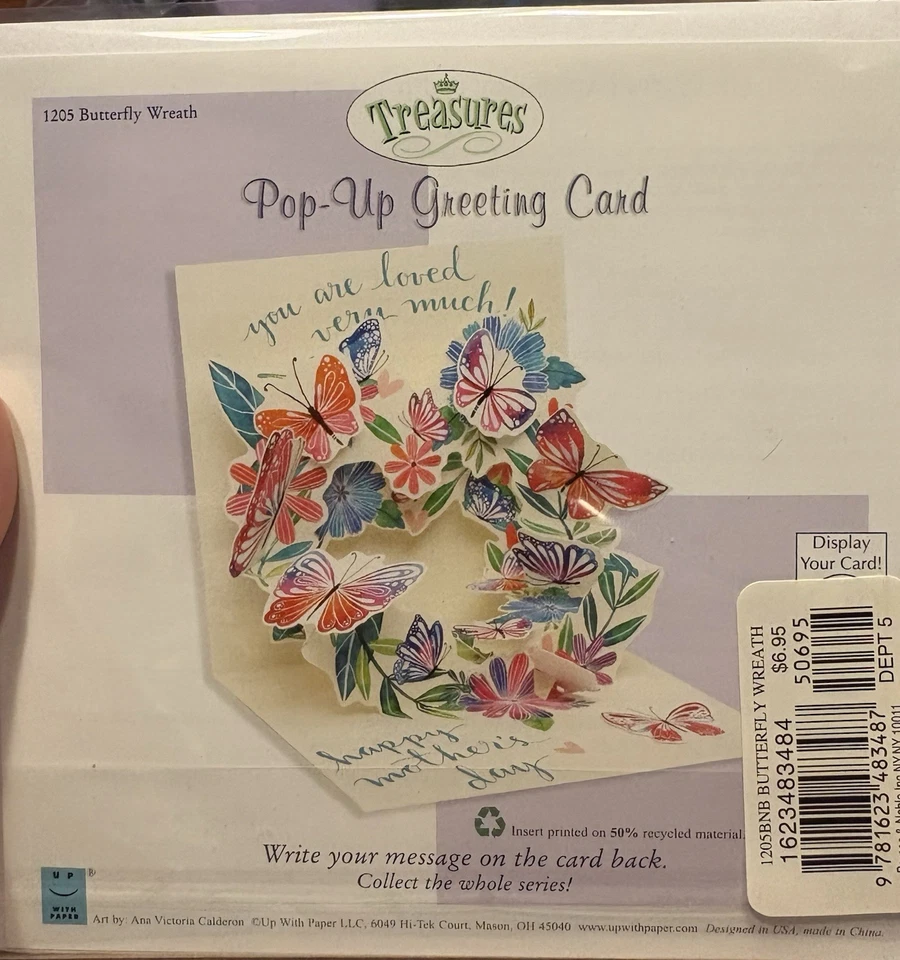 1205 Butterfly Wreath
Treasures
Pop-Up Greeting Card
you are loved
very much!
Display
Your Card!
happy
mother's
day
1205BNB BUTTERFLY WREATH
$6.95
50695
DEPT 5
1623483484
9 781623 483487
Insert printed on 50% recycled material.
Write your message on the card back.
Collect the whole series!
UP
WITH
PAPER
®
Art by: Ana Victoria Calderon ©Up With Paper LLC, 6049 Hi-Tek Court, Mason, OH 45040 www.upwithpaper.com Designed in USA, made in China.